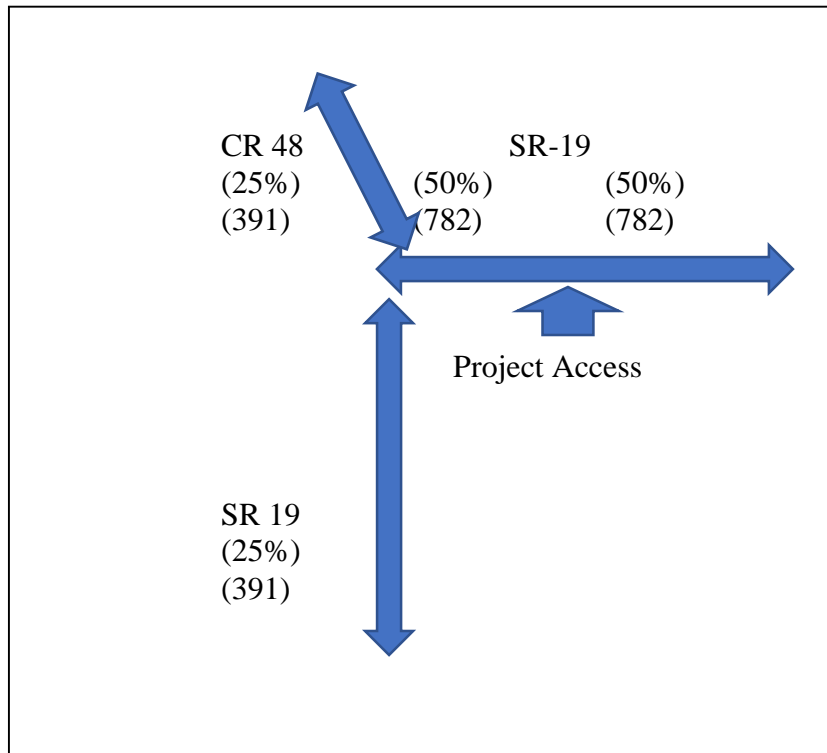 CR 48
(25%)
(391)
SR-19
(50%)
(50%)
(782)
(782)
Project Access
SR 19
(25%)
(391)